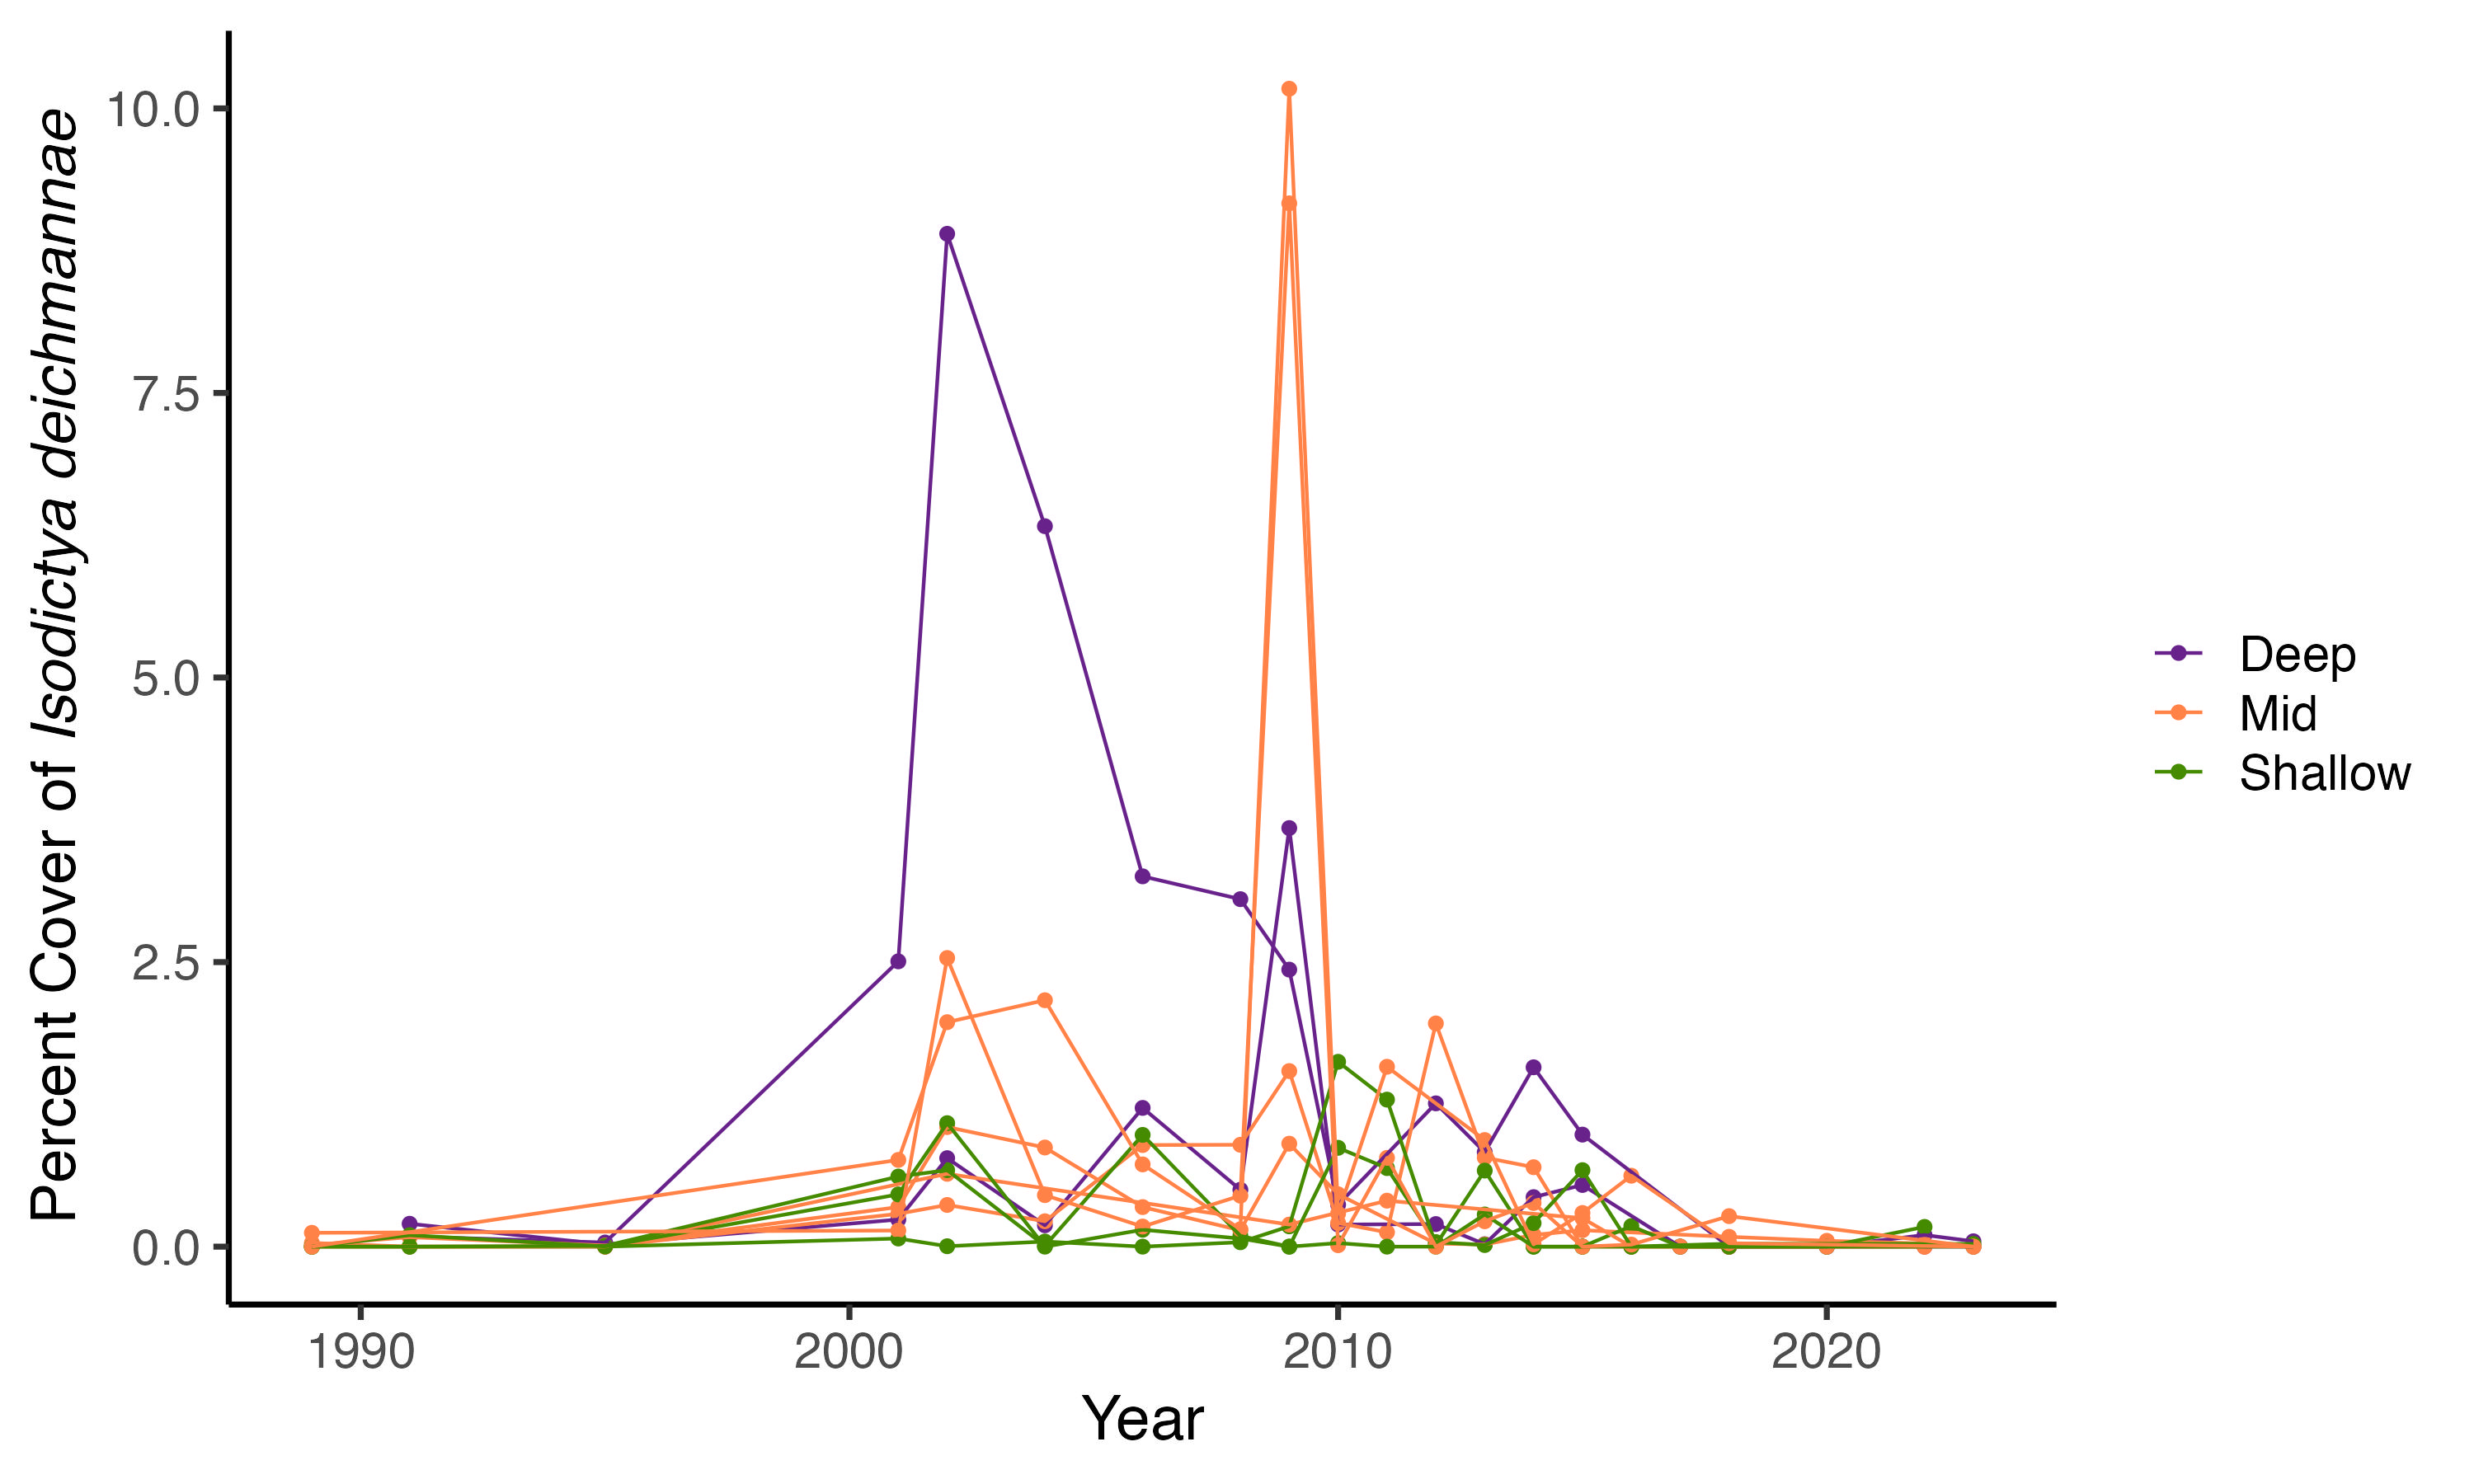 Percent Cover of Isodictya deichmannae
10.0
7.5
5.0
2.5
0.0
1990
2000
2010
2020
Year
Deep
Mid
Shallow